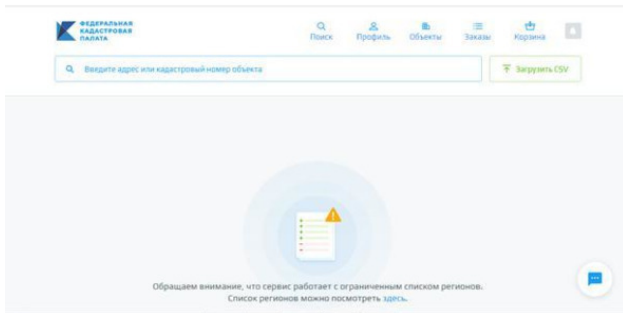 ФЕДЕРАЛЬНАЯ
КАДАСТРОВАЯ
ПАЛАТА
Поиск
Профиль
Объекты
Заказы
Корзина
Введите адрес или кадастровый номер объекта
Загрузить CSV
Обращаем внимание, что сервис работает с ограниченным списком регионов.
Список регионов можно посмотреть здесь.